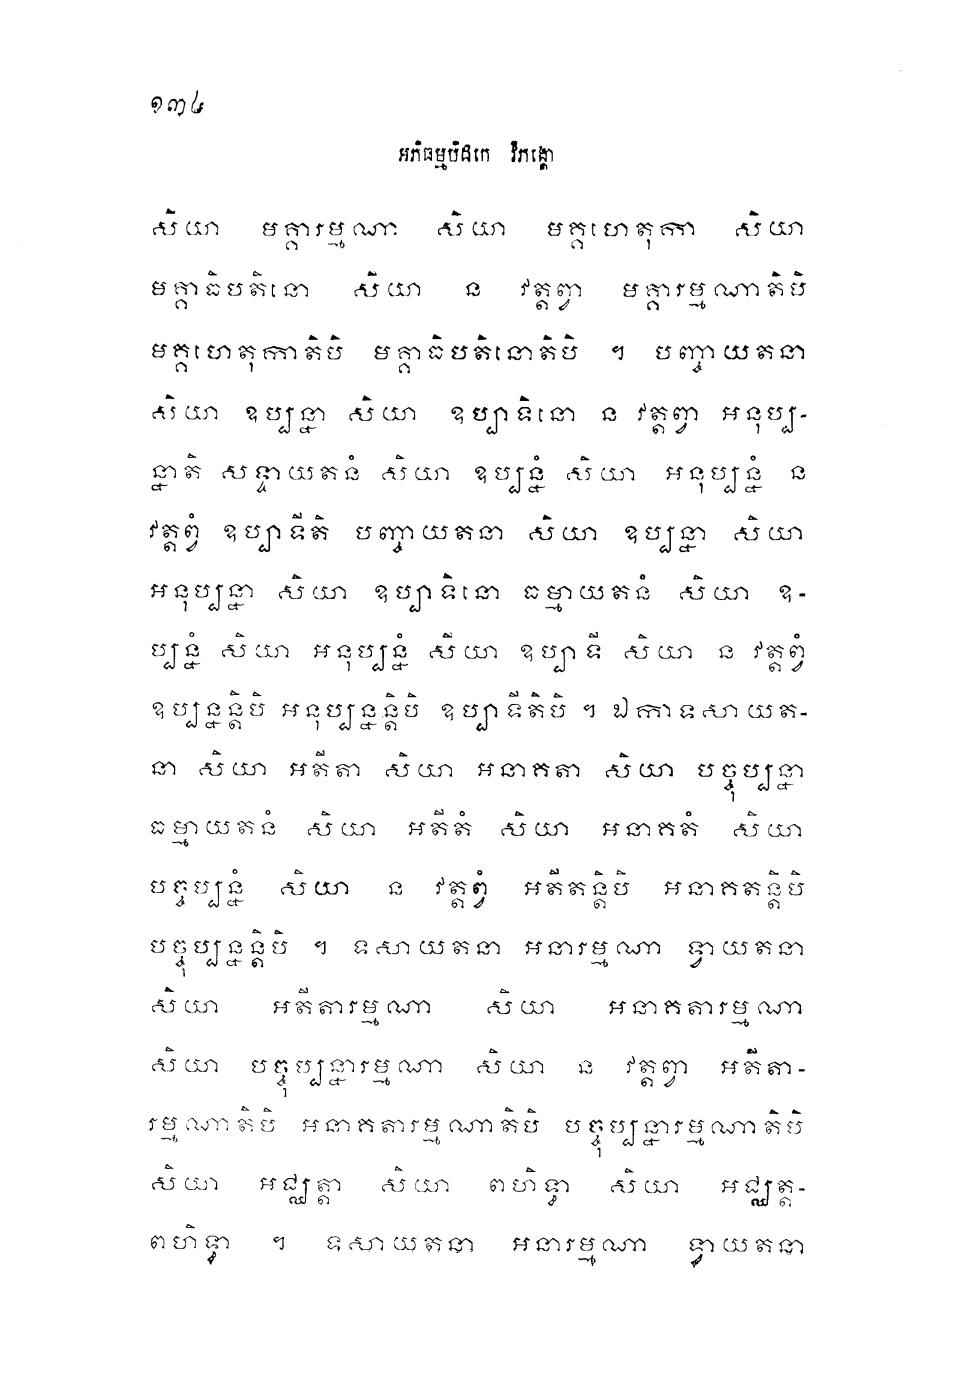 ១៣៤
អភិធម្មបិដកេ វិភង្គោ
សិយា មគ្គារម្មណា សិយា មគ្គហេតុកា សិយា
មគ្គាធិបតិនោ សិយា ន វត្តព្វា មគ្គារម្មណាតិបិ
មគ្គហេតុកាតិបិ មគ្គាធិបតិនោតិបិ ។ បញ្ចាយតនា
សិយា ឧប្បន្នា សិយា ឧប្បាទិនោ ន វត្តព្វា អនុប្ប-
ន្នាតិ សទ្ទាយតនំ សិយា ឧប្បន្នំ សិយា អនុប្បន្នំ ន
វត្តព្វំ ឧប្បាទីតិ បញ្ចាយតនា សិយា ឧប្បន្នា សិយា
អនុប្បន្នា សិយា ឧប្បាទិនោ ធម្មាយតនំ សិយា ឧ-
ប្បន្នំ សិយា អនុប្បន្នំ សិយា ឧប្បាទី សិយា ន វត្តព្វំ
ឧប្បន្នន្តិបិ អនុប្បន្នន្តិបិ ឧប្បាទីតិបិ ។ ឯកាទសាយត-
នា សិយា អតីតា សិយា អនាគតា សិយា បច្ចុប្បន្នា
ធម្មាយតនំ សិយា អតីតំ សិយា អនាគតំ សិយា
បច្ចុប្បន្នំ សិយា ន វត្តព្វំ អតីតន្តិបិ អនាគតន្តិបិ
បច្ចុប្បន្នន្តិបិ ។ ទសាយតនា អនារម្មណា ទ្វាយតនា
សិយា អតីតារម្មណា សិយា អនាគតារម្មណា
សិយា បច្ចុប្បន្នារម្មណា សិយា ន វត្តព្វា អតីតា-
រម្មណាតិបិ អនាគតារម្មណាតិបិ បច្ចុប្បន្នារម្មណាតិបិ
សិយា អជ្ឈត្តា សិយា ពហិទ្ធា សិយា អជ្ឈត្ត-
ពហិទ្ធា ។ ទសាយតនា អនារម្មណា ទ្វាយតនា